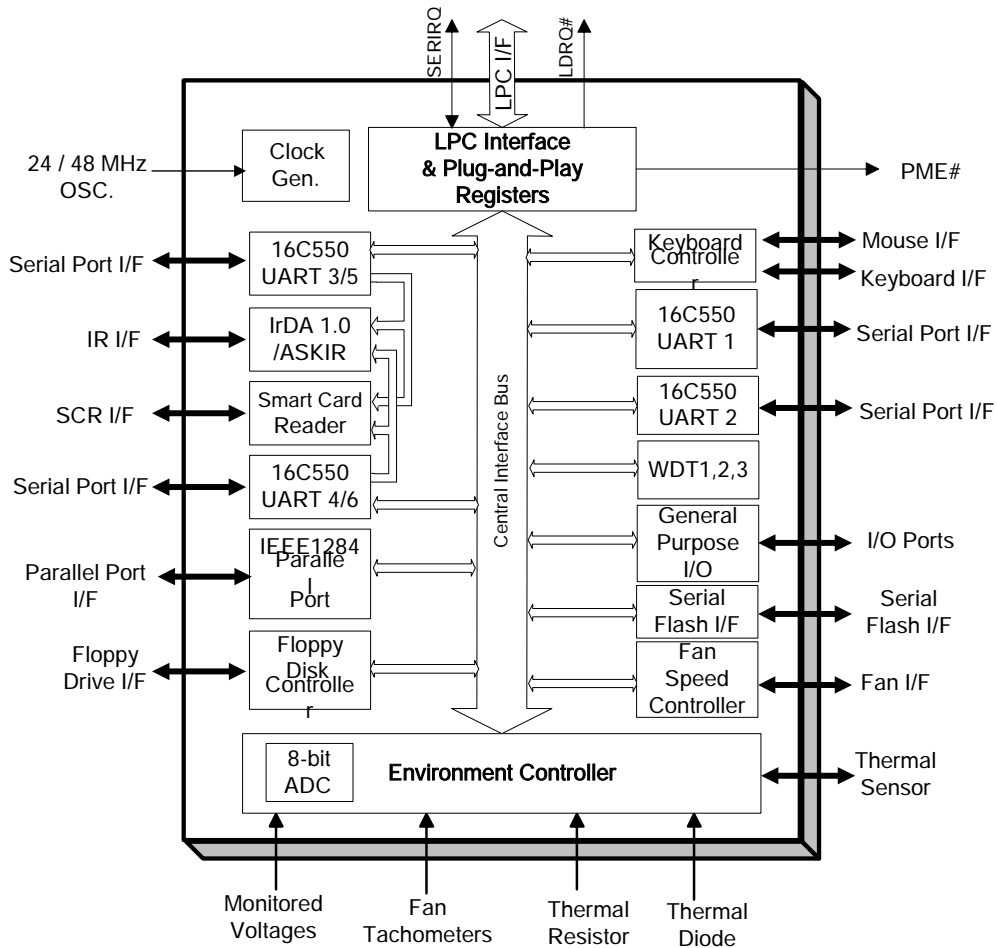 SERIRQ
LPC I/F
LDRQ#
LPC Interface
& Plug-and-Play
Registers
Clock
Gen.
24 / 48 MHz
OSC.
PME#
Serial Port I/F
16C550
UART 3/5
IR I/F
IrDA 1.0
/ASKIR
SCR I/F
Smart Card
Reader
Serial Port I/F
16C550
UART 4/6
Parallel Port
I/F
IEEE1284
Paralle
l
Port
Floppy
Drive I/F
Floppy
Disk
Controlle
r
Central Interface Bus
Keyboard
Controlle
r
Mouse I/F
Keyboard I/F
16C550
UART 1
Serial Port I/F
16C550
UART 2
Serial Port I/F
WDT1,2,3
General
Purpose
I/O
I/O Ports
Serial
Flash I/F
Serial
Flash I/F
Fan
Speed
Controller
Fan I/F
8-bit
ADC
Environment Controller
Thermal
Sensor
Monitored
Voltages
Fan
Tachometers
Thermal
Resistor
Thermal
Diode